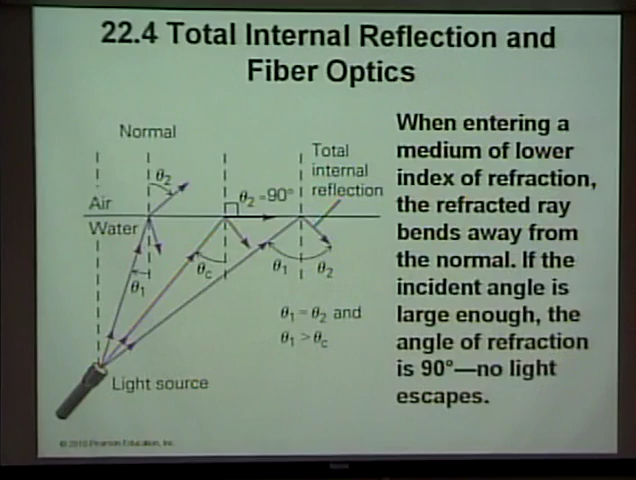 22.4 Total Internal Reflection and
Fiber Optics
Normal
Total
internal
reflection
θ2
θ2=90°
Air
Water
θ1
θc
θ1
θ2
θ1=θ2 and
θ1>θc
Light source
When entering a
medium of lower
index of refraction,
the refracted ray
bends away from
the normal. If the
incident angle is
large enough, the
angle of refraction
is 90°—no light
escapes.
© 2010 Pearson Education, Inc.